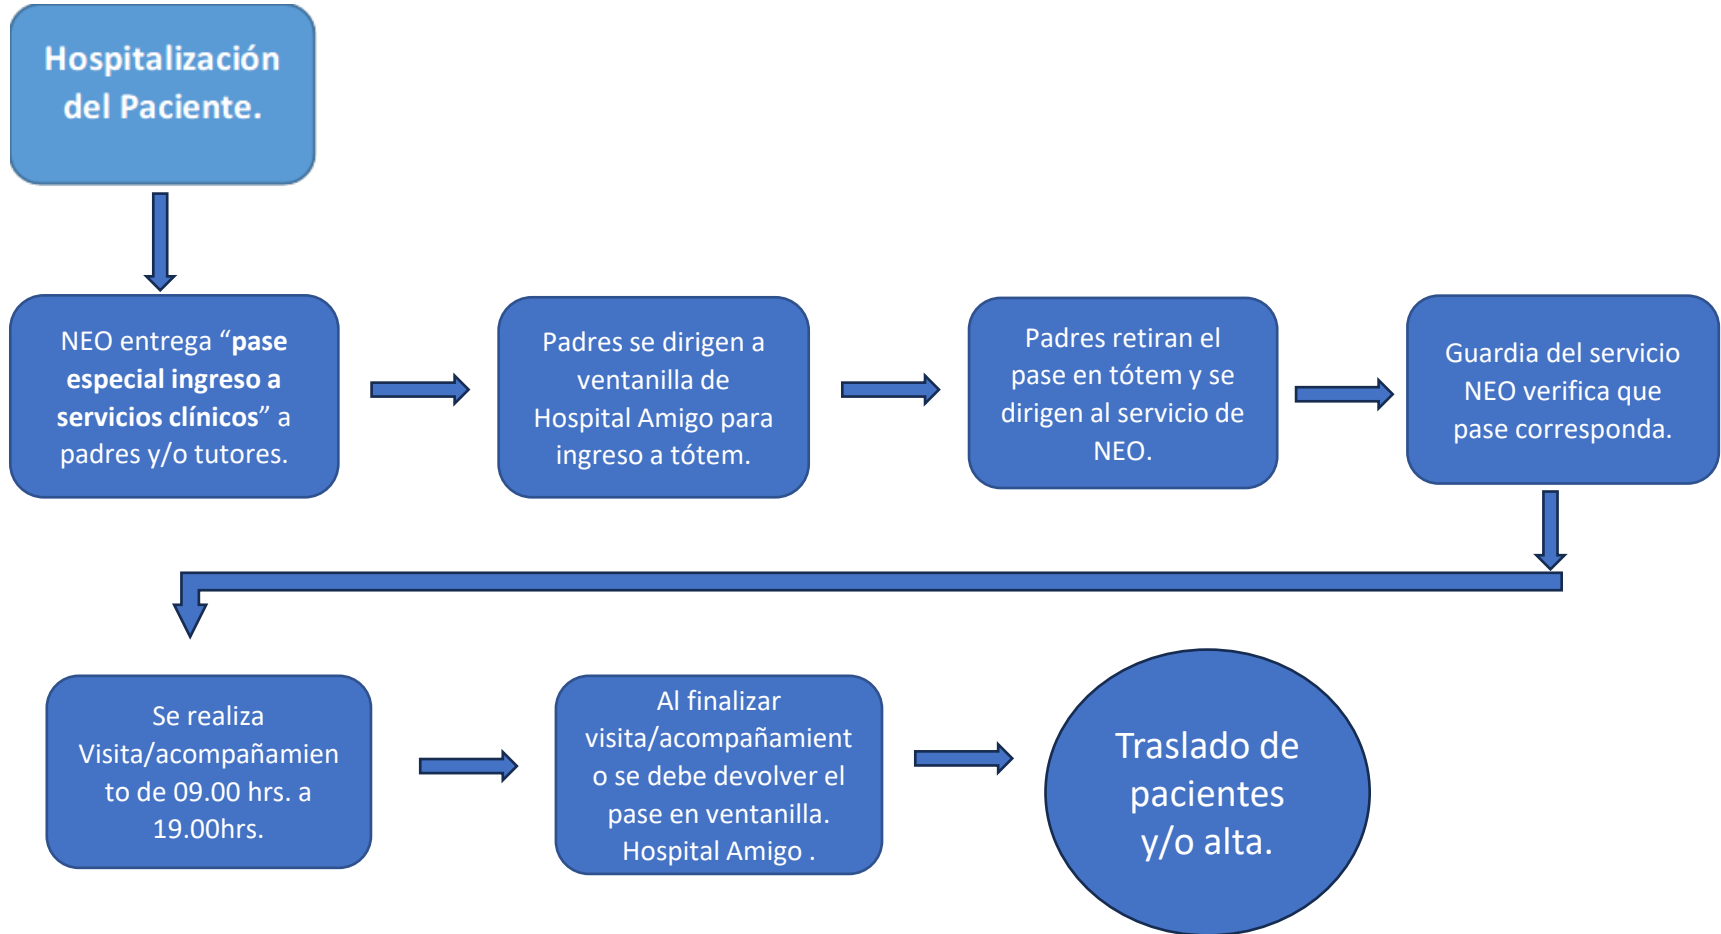 Hospitalización
del Paciente.
NEO entrega “pase
especial ingreso a
servicios clínicos” a
padres y/o tutores.
Padres se dirigen a
ventanilla de
Hospital Amigo para
ingreso a tótem.
Padres retiran el
pase en tótem y se
dirigen al servicio de
NEO.
Guardia del servicio
NEO verifica que
pase corresponda.
Se realiza
Visita/acompañamien
to de 09.00 hrs. a
19.00hrs.
Al finalizar
visita/acompañamient
o se debe devolver el
pase en ventanilla.
Hospital Amigo .
Traslado de
pacientes
y/o alta.